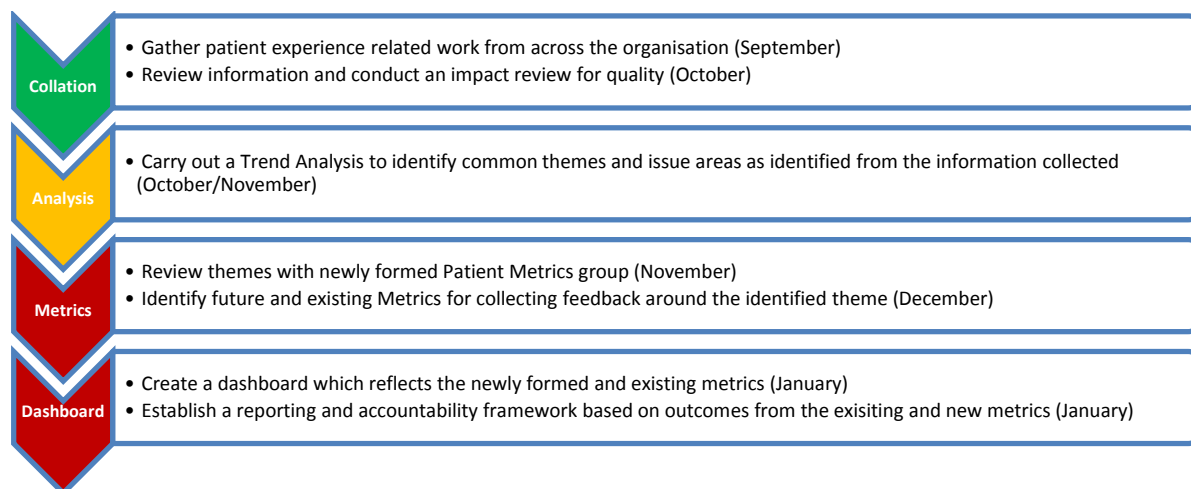 Collation
• Gather patient experience related work from across the organisation (September)
• Review information and conduct an impact review for quality (October)
Analysis
• Carry out a Trend Analysis to identify common themes and issue areas as identified from the information collected
(October/November)
Metrics
• Review themes with newly formed Patient Metrics group (November)
• Identify future and existing Metrics for collecting feedback around the identified theme (December)
Dashboard
• Create a dashboard which reflects the newly formed and existing metrics (January)
• Establish a reporting and accountability framework based on outcomes from the exisiting and new metrics (January)